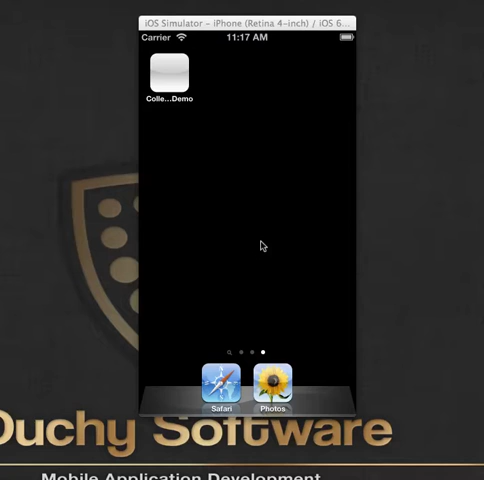 iOS Simulator – iPhone (Retina 4-inch) / iOS 6...
Carrier 11:17 AM
Colle...Demo
Safari Photos
Duchy Software
Mobile Application Development